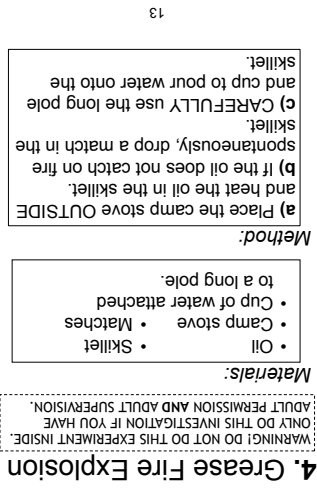 4. Grease Fire Explosion
WARNING! DO NOT DO THIS EXPERIMENT INSIDE.
ONLY DO THIS INVESTIGATION IF YOU HAVE
ADULT PERMISSION AND ADULT SUPERVISION.
Materials:
• Oil • Skillet
• Camp stove • Matches
• Cup of water attached
to a long pole.
Method:
a) Place the camp stove OUTSIDE
and heat the oil in the skillet.
b) If the oil does not catch on fire
spontaneously, drop a match in the
skillet.
c) CAREFULLY use the long pole
and cup to pour water onto the
skillet.
13